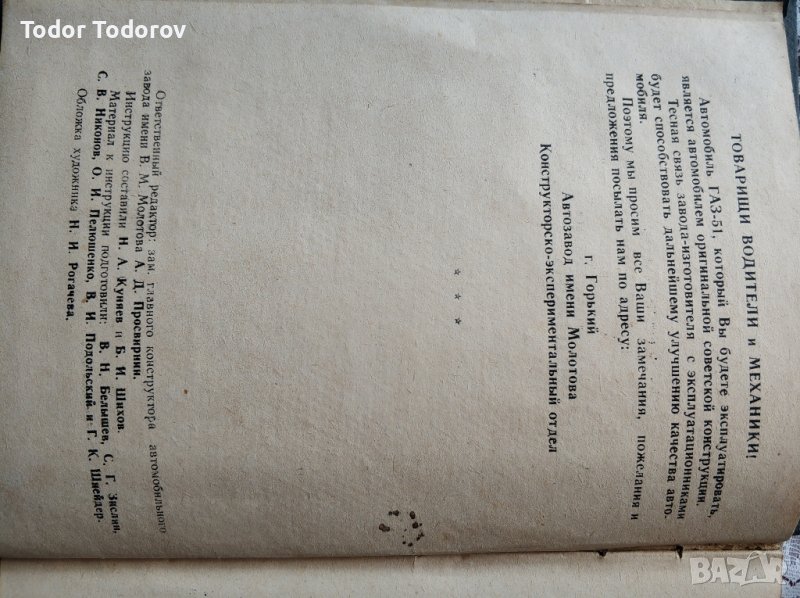 Todor Todorov
ТОВАРИЩИ ВОДИТЕЛИ и МЕХАНИКИ!
Автомобиль ГАЗ-51, который Вы будете эксплуатировать,
является автомобилем оригинальной советской конструкции.
Тесная связь завода-изготовителя с эксплуатационниками
будет способствовать дальнейшему улучшению качества авто-
мобиля.
Поэтому мы просим все Ваши замечания, пожелания и
предложения посылать нам по адресу:
г. Горький
Автозавод имени Молотова
Конструкторско-экспериментальный отдел
* * *
Ответственный редактор: зам. главного конструктора автомобильного
завода имени В. М. Молотова А. Д. Просвирнин.
Инструкцию составили Н. А. Куняев и Б. И. Шихов.
Материал к инструкции подготовили: В. Н. Белышев, С. Г. Зислин,
С. В. Никонов, О. И. Пелюшенко, В. И. Подольский и Г. К. Шнейдер.
Обложка художника Н. И. Рогачева.
BAZAR